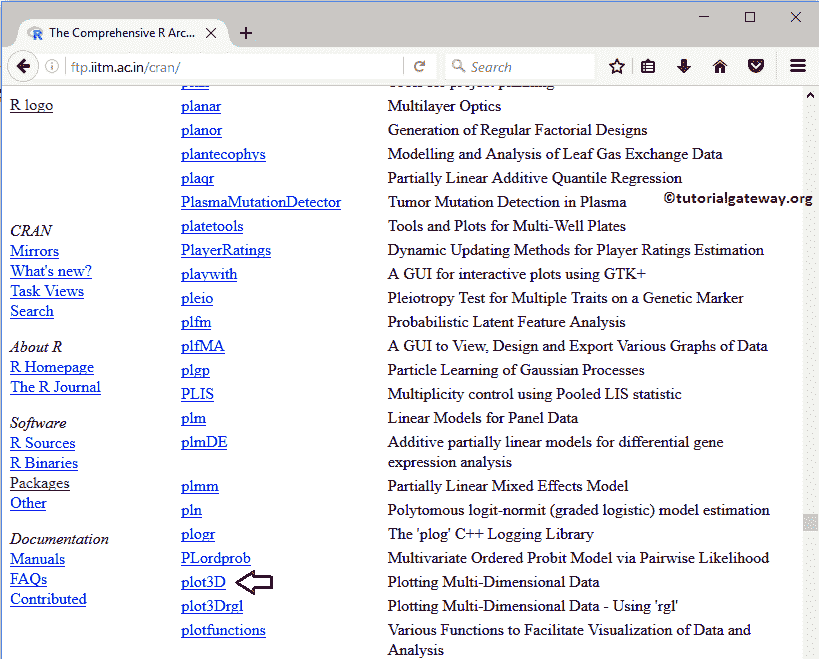 The Comprehensive R Arc...
ftp.iitm.ac.in/cran/
Search
R logo
CRAN
Mirrors
What's new?
Task Views
Search
About R
R Homepage
The R Journal
Software
R Sources
R Binaries
Packages
Other
Documentation
Manuals
FAQs
Contributed
planar Multilayer Optics
planor Generation of Regular Factorial Designs
plantecophys Modelling and Analysis of Leaf Gas Exchange Data
plaqr Partially Linear Additive Quantile Regression
PlasmaMutationDetector Tumor Mutation Detection in Plasma
©tutorialgateway.org
platetools Tools and Plots for Multi-Well Plates
PlayerRatings Dynamic Updating Methods for Player Ratings Estimation
playwith A GUI for interactive plots using GTK+
pleio Pleiotropy Test for Multiple Traits on a Genetic Marker
plfm Probabilistic Latent Feature Analysis
plfMA A GUI to View, Design and Export Various Graphs of Data
plgp Particle Learning of Gaussian Processes
PLIS Multiplicity control using Pooled LIS statistic
plm Linear Models for Panel Data
plmDE Additive partially linear models for differential gene
expression analysis
plmm Partially Linear Mixed Effects Model
pln Polytomous logit-normit (graded logistic) model estimation
plogr The 'plog' C++ Logging Library
PLordprob Multivariate Ordered Probit Model via Pairwise Likelihood
plot3D Plotting Multi-Dimensional Data
plot3Drgl Plotting Multi-Dimensional Data - Using 'rgl'
plotfunctions Various Functions to Facilitate Visualization of Data and
Analysis